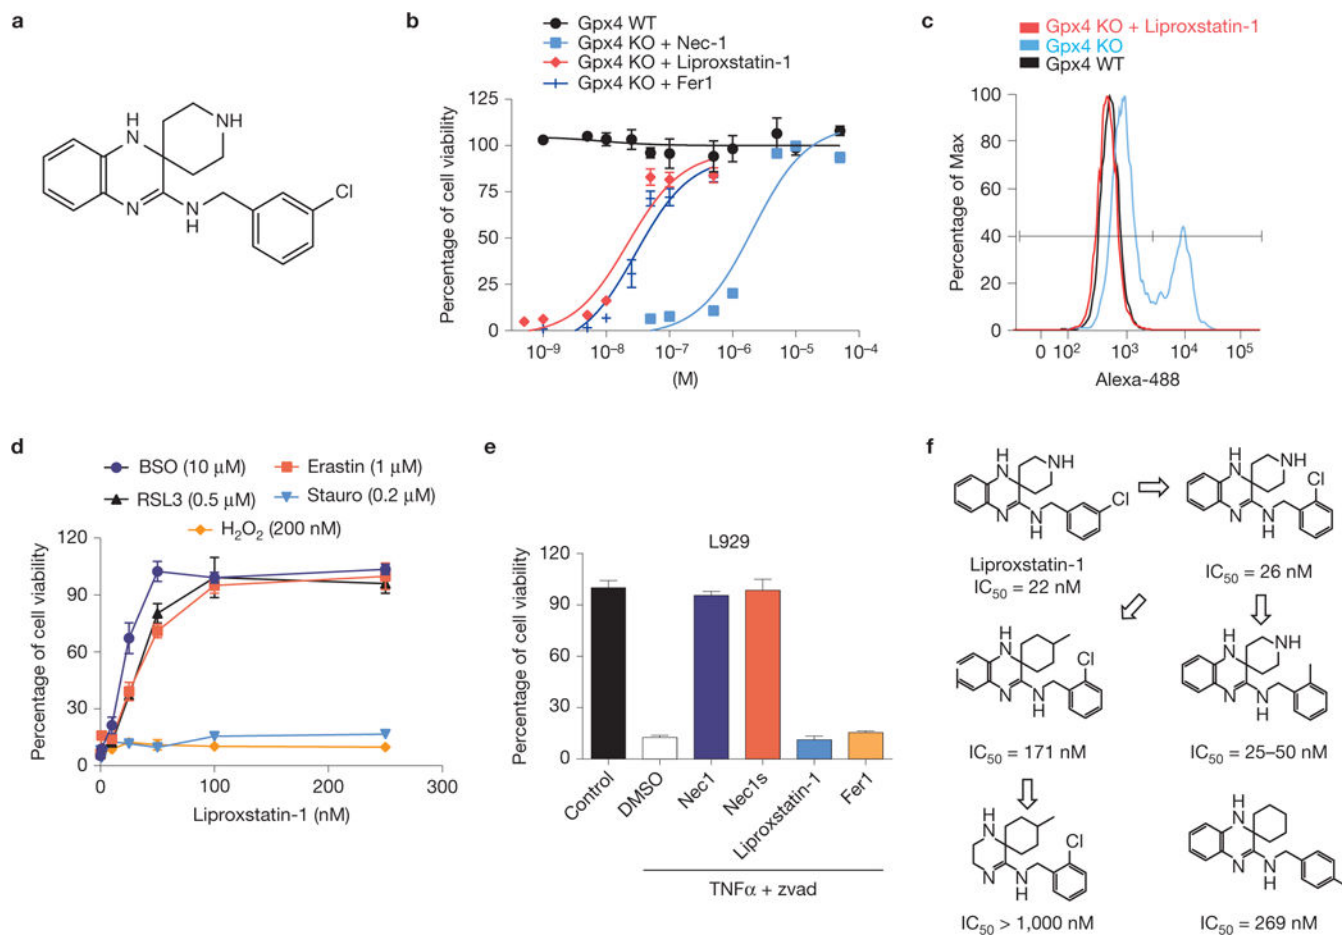 a
H
N
NH
N
N
H
Cl
b
Gpx4 WT
Gpx4 KO + Nec-1
Gpx4 KO + Liproxstatin-1
Gpx4 KO + Fer1
Percentage of cell viability
125
100
75
50
25
0
10⁻⁹ 10⁻⁸ 10⁻⁷ 10⁻⁶ 10⁻⁵ 10⁻⁴
(M)
c
Gpx4 KO + Liproxstatin-1
Gpx4 KO
Gpx4 WT
Percentage of Max
100
80
60
40
20
0
0 10² 10³ 10⁴ 10⁵
Alexa-488
d
BSO (10 μM) Erastin (1 μM)
RSL3 (0.5 μM) Stauro (0.2 μM)
H₂O₂ (200 nM)
Percentage of cell viability
120
90
60
30
0
0 100 200 300
Liproxstatin-1 (nM)
e
L929
Percentage of cell viability
120
90
60
30
0
Control
DMSO
Nec1
Nec1s
Liproxstatin-1
Fer1
TNFα + zvad
f
H
N
NH
N
N
H
Cl
Liproxstatin-1
IC₅₀ = 22 nM
H
N
NH
Cl
N
N
H
IC₅₀ = 26 nM
H
N
Cl
N
N
H
IC₅₀ = 171 nM
H
N
NH
N
N
H
IC₅₀ = 25–50 nM
H
N
Cl
N
N
H
IC₅₀ > 1,000 nM
H
N
N
N
H
IC₅₀ = 269 nM